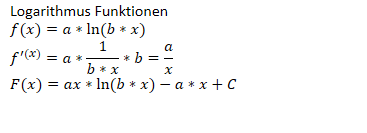 Logarithmus Funktionen
f(x) = a * ln(b * x)
f'(x) = a * 1/(b * x) * b = a/x
F(x) = ax * ln(b * x) − a * x + C